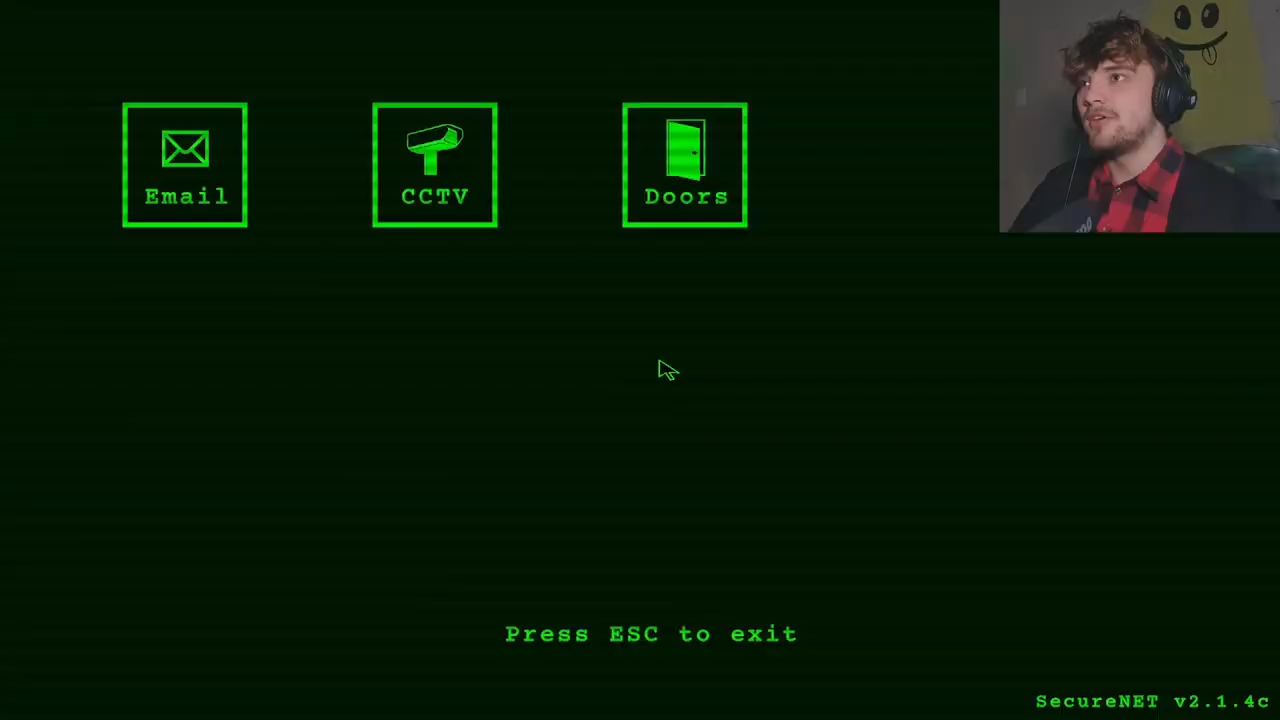 Email
CCTV
Doors
Press ESC to exit
SecureNET v2.1.4c